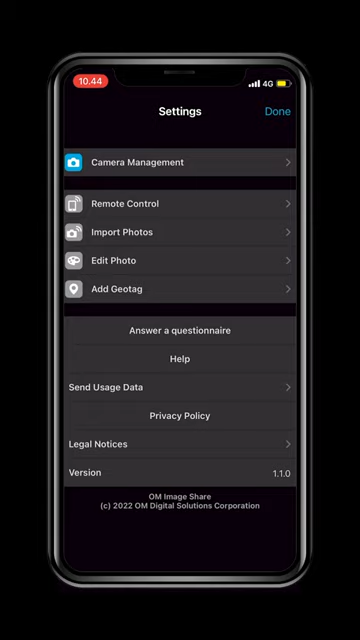 10.44
4G
Settings
Done
Camera Management
Remote Control
Import Photos
Edit Photo
Add Geotag
Answer a questionnaire
Help
Send Usage Data
Privacy Policy
Legal Notices
Version 1.1.0
OM Image Share
(c) 2022 OM Digital Solutions Corporation